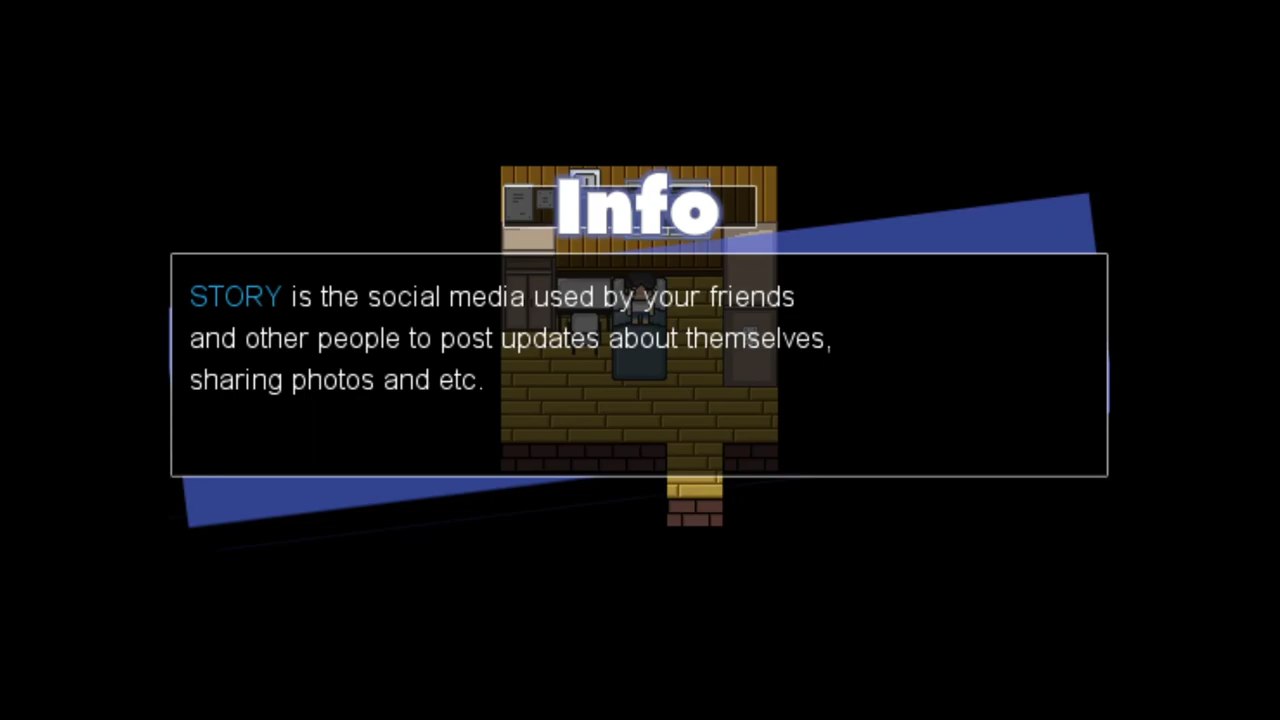 Info
STORY is the social media used by your friends
and other people to post updates about themselves,
sharing photos and etc.